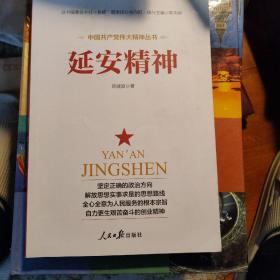 中国共产党伟大精神丛书
延安精神
YAN'AN
JINGSHEN
坚定正确的政治方向
解放思想实事求是的思想路线
全心全意为人民服务的根本宗旨
自力更生艰苦奋斗的创业精神
人民日报出版社